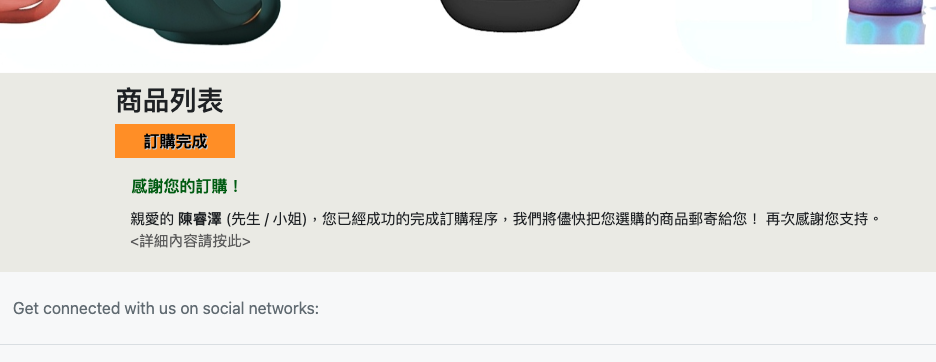 商品列表
訂購完成
感謝您的訂購！
親愛的 陳睿澤 (先生 / 小姐)，您已經成功的完成訂購程序，我們將儘快把您選購的商品郵寄給您！ 再次感謝您支持。
<詳細內容請按此>
Get connected with us on social networks: